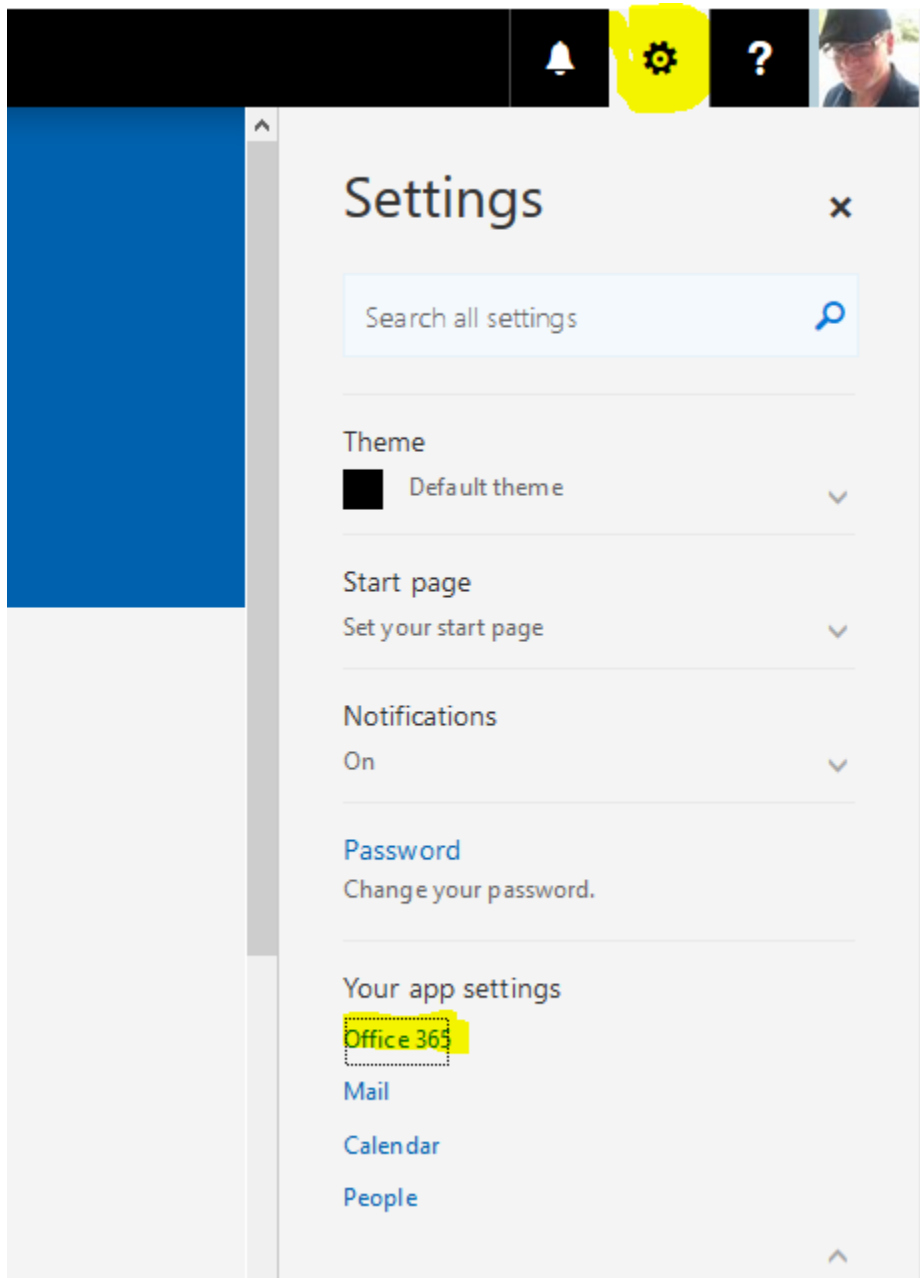 ?
Settings
Search all settings
Theme
Default theme
Start page
Set your start page
Notifications
On
Password
Change your password.
Your app settings
Office 365
Mail
Calendar
People